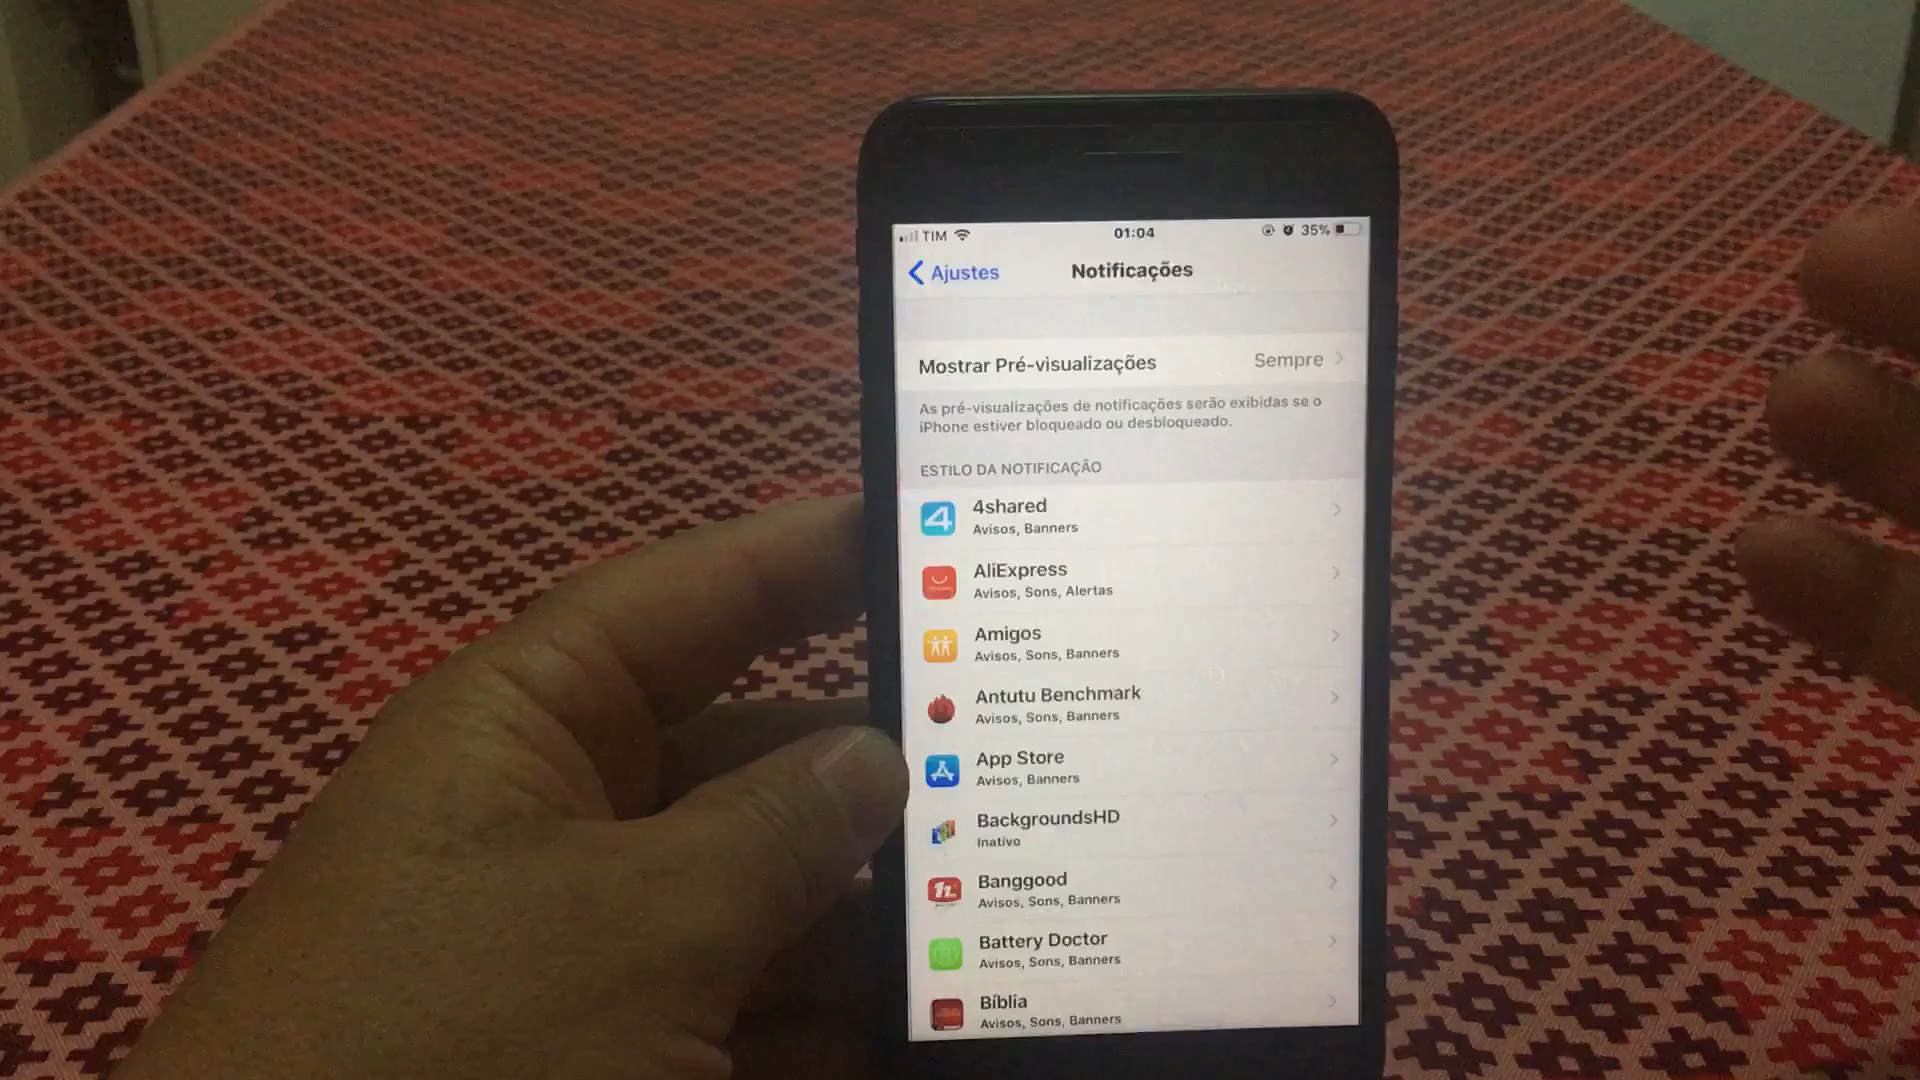 TIM 01:04 35%
Ajustes Notificações
Mostrar Pré-visualizações Sempre
As pré-visualizações de notificações serão exibidas se o
iPhone estiver bloqueado ou desbloqueado.
ESTILO DA NOTIFICAÇÃO
4shared
Avisos, Banners
AliExpress
Avisos, Sons, Alertas
Amigos
Avisos, Sons, Banners
Antutu Benchmark
Avisos, Sons, Banners
App Store
Avisos, Banners
BackgroundsHD
Inativo
Banggood
Avisos, Sons, Banners
Battery Doctor
Avisos, Sons, Banners
Bíblia
Avisos, Sons, Banners